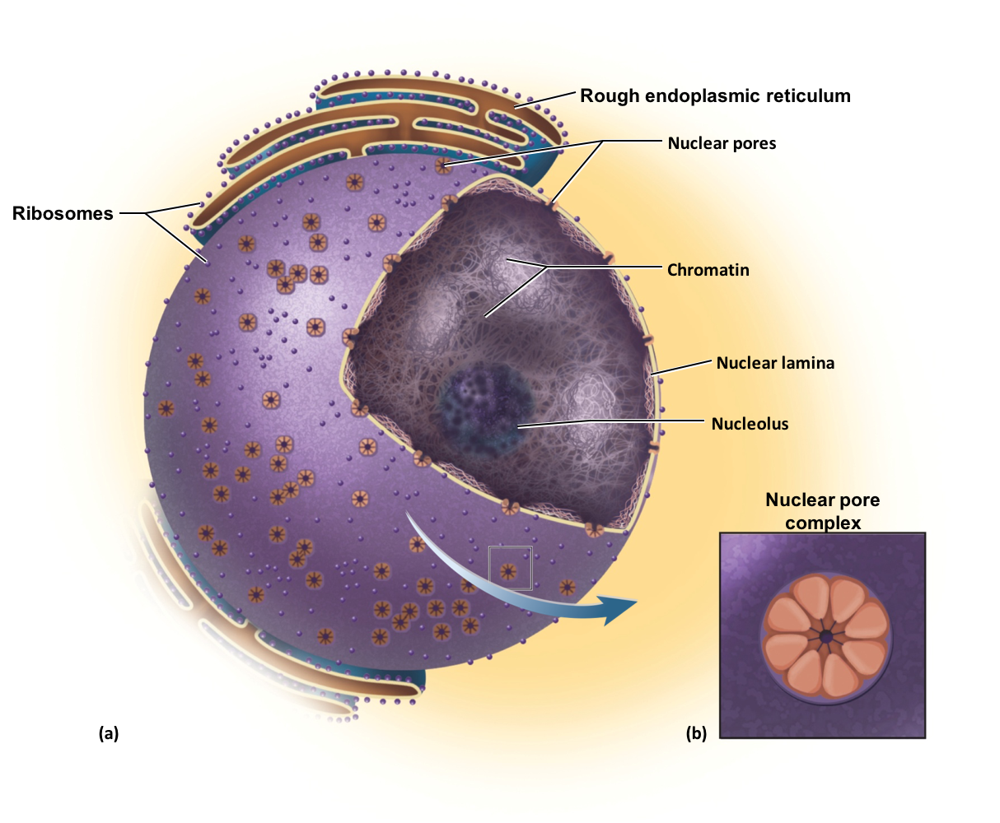 Rough endoplasmic reticulum
Nuclear pores
Ribosomes
Chromatin
Nuclear lamina
Nucleolus
Nuclear pore
complex
(a)
(b)